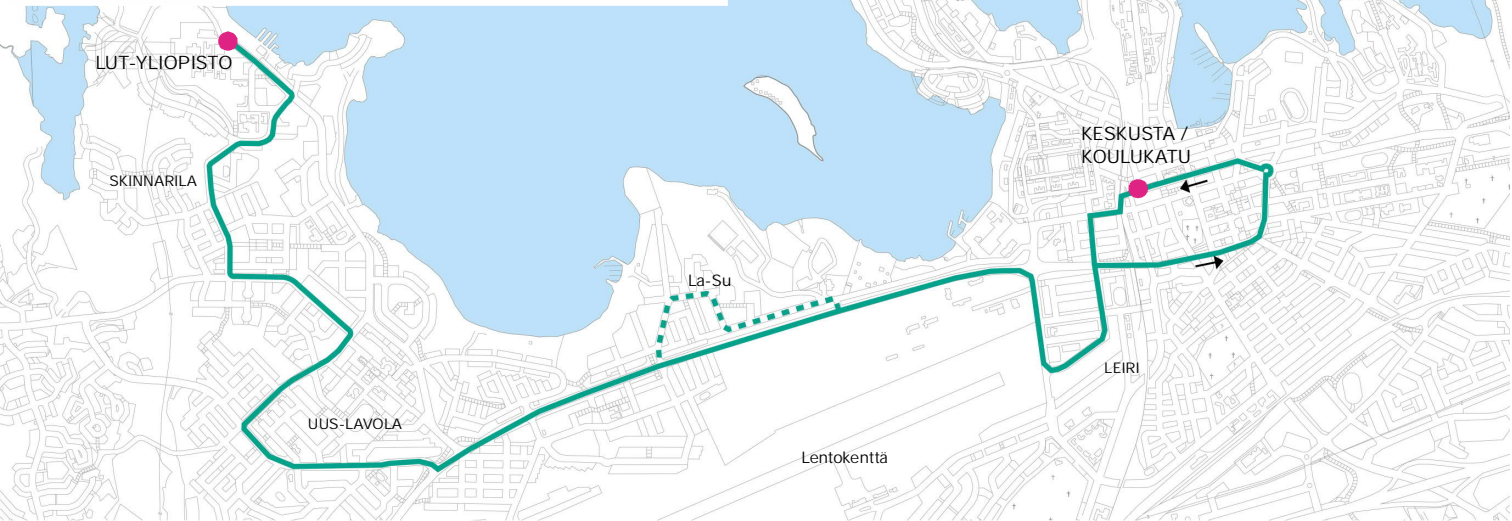 LUT-YLIOPISTO
SKINNARILA
UUS-LAVOLA
La-Su
Lentokenttä
KESKUSTA /
KOULUKATU
LEIRI